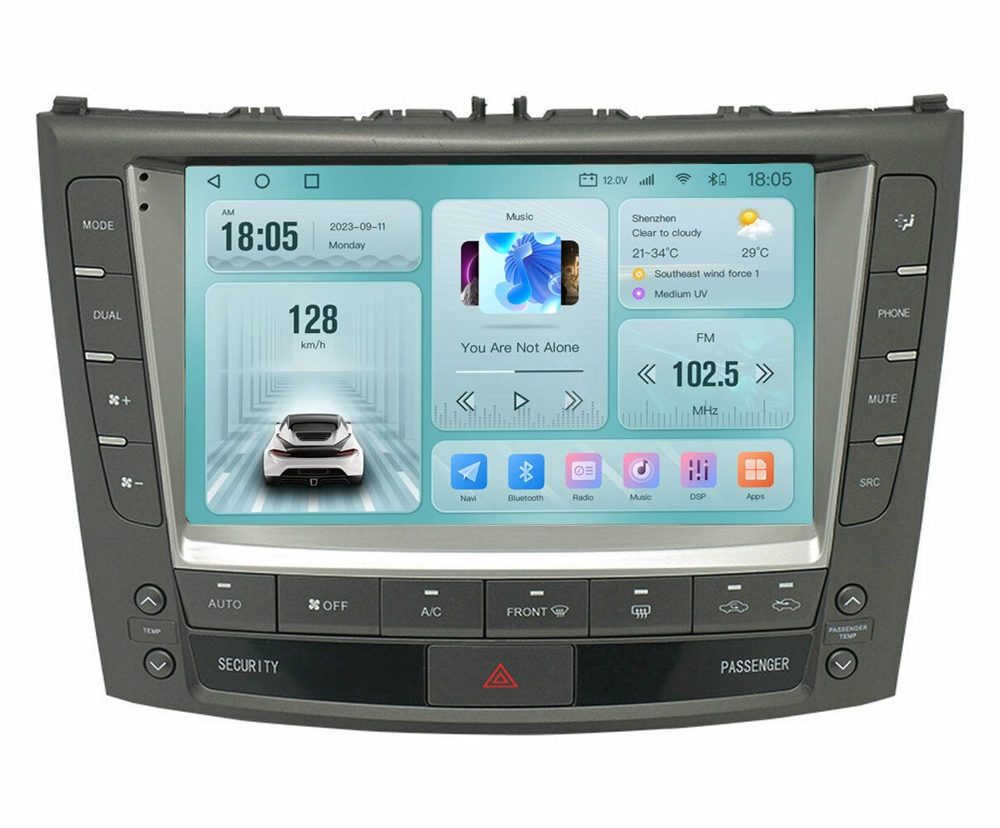 12.0V
18:05
AM
18:05
2023-09-11
Monday
128
km/h
Music
You Are Not Alone
Shenzhen
Clear to cloudy
21~34°C
29°C
Southeast wind force 1
Medium UV
FM
102.5
MHz
Navi
Bluetooth
Radio
Music
DSP
Apps
MODE
DUAL
+
−
PHONE
MUTE
SRC
AUTO
OFF
A/C
FRONT
TEMP
PASSENGER
TEMP
SECURITY
PASSENGER